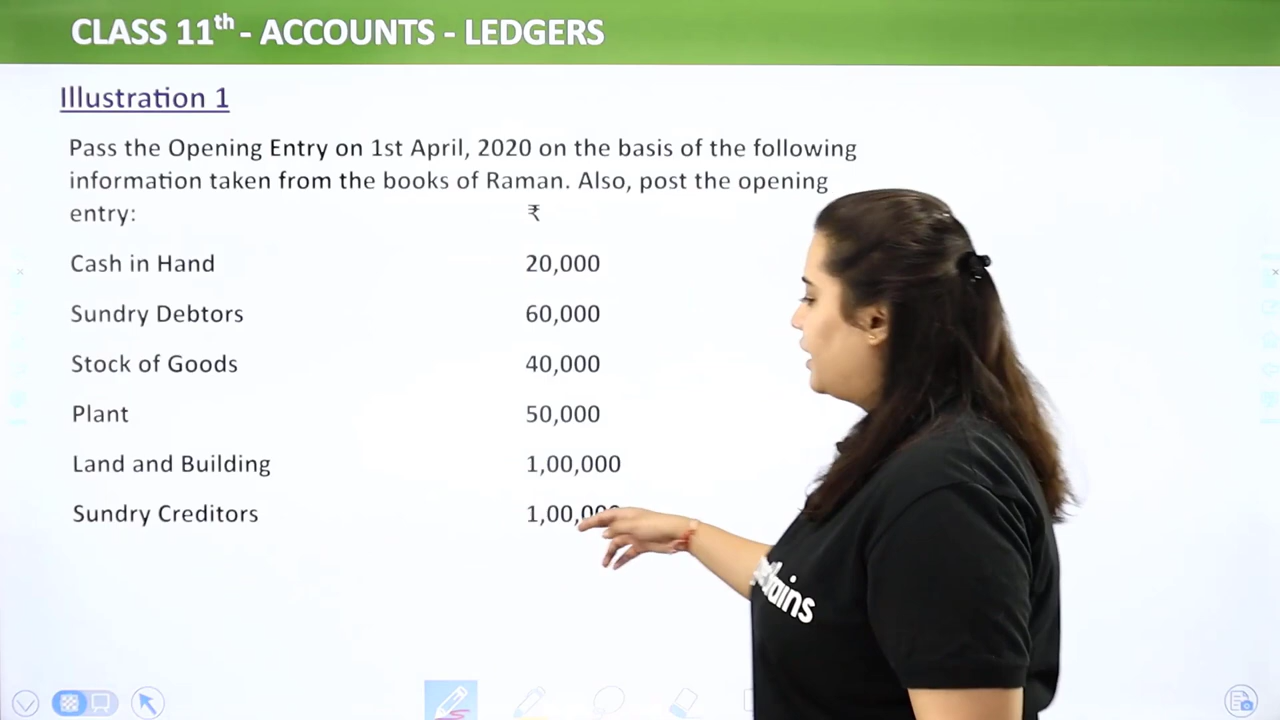 CLASS 11th - ACCOUNTS - LEDGERS
Illustration 1
Pass the Opening Entry on 1st April, 2020 on the basis of the following
information taken from the books of Raman. Also, post the opening
entry: ₹
Cash in Hand 20,000
Sundry Debtors 60,000
Stock of Goods 40,000
Plant 50,000
Land and Building 1,00,000
Sundry Creditors 1,00,000